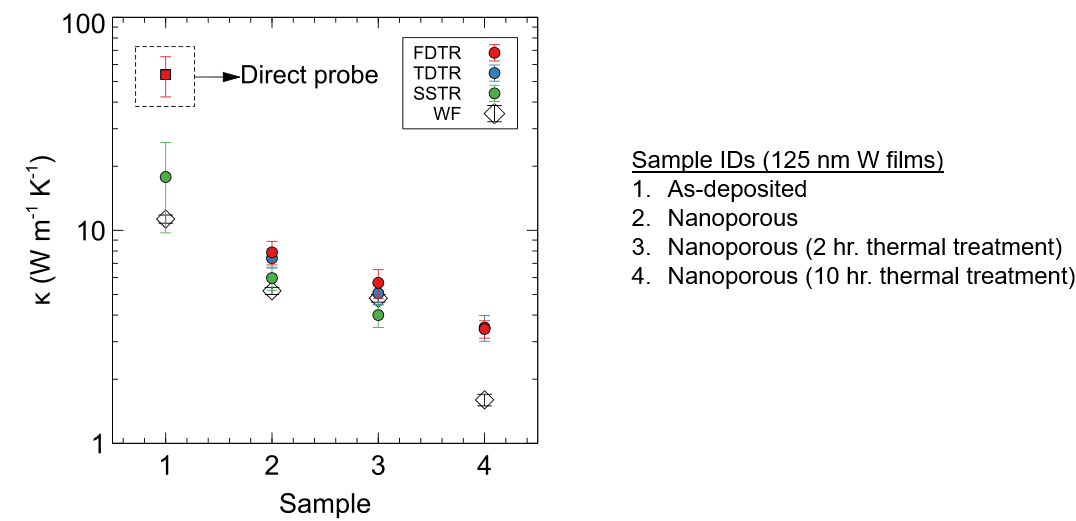 100
10
1
κ (W m⁻¹ K⁻¹)
Direct probe
FDTR
TDTR
SSTR
WF
1 2 3 4
Sample
Sample IDs (125 nm W films)
1. As-deposited
2. Nanoporous
3. Nanoporous (2 hr. thermal treatment)
4. Nanoporous (10 hr. thermal treatment)